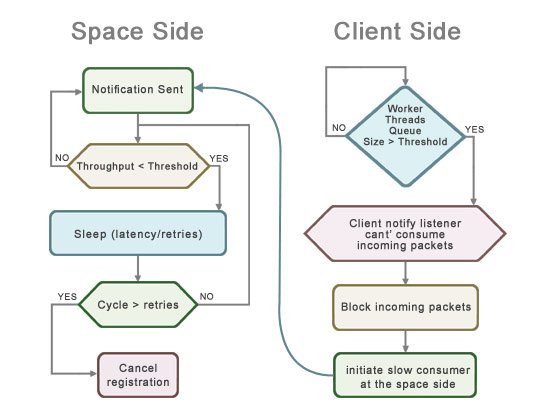 Space Side
Notification Sent
NO
Throughput < Threshold
YES
Sleep (latency/retries)
YES
Cycle > retries
NO
Cancel
registration
Client Side
Worker
Threads
Queue
Size > Threshold
NO
YES
Client notify listener
cant' consume
incoming packets
Block incoming packets
initiate slow consumer
at the space side